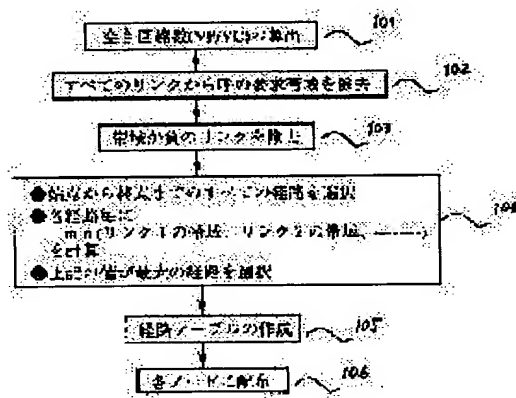 空き回線数(VP/VC)の算出
101
すべてのリンクから呼の要求帯域を除去
102
帯域が負のリンクを除去
103
●始点から終点までのすべての経路を選択
●各経路毎に
min(リンク1の帯域、リンク2の帯域、
を計算
●上記の値が最大の経路を選択
104
経路テーブルの作成
105
各ノードに配布
106